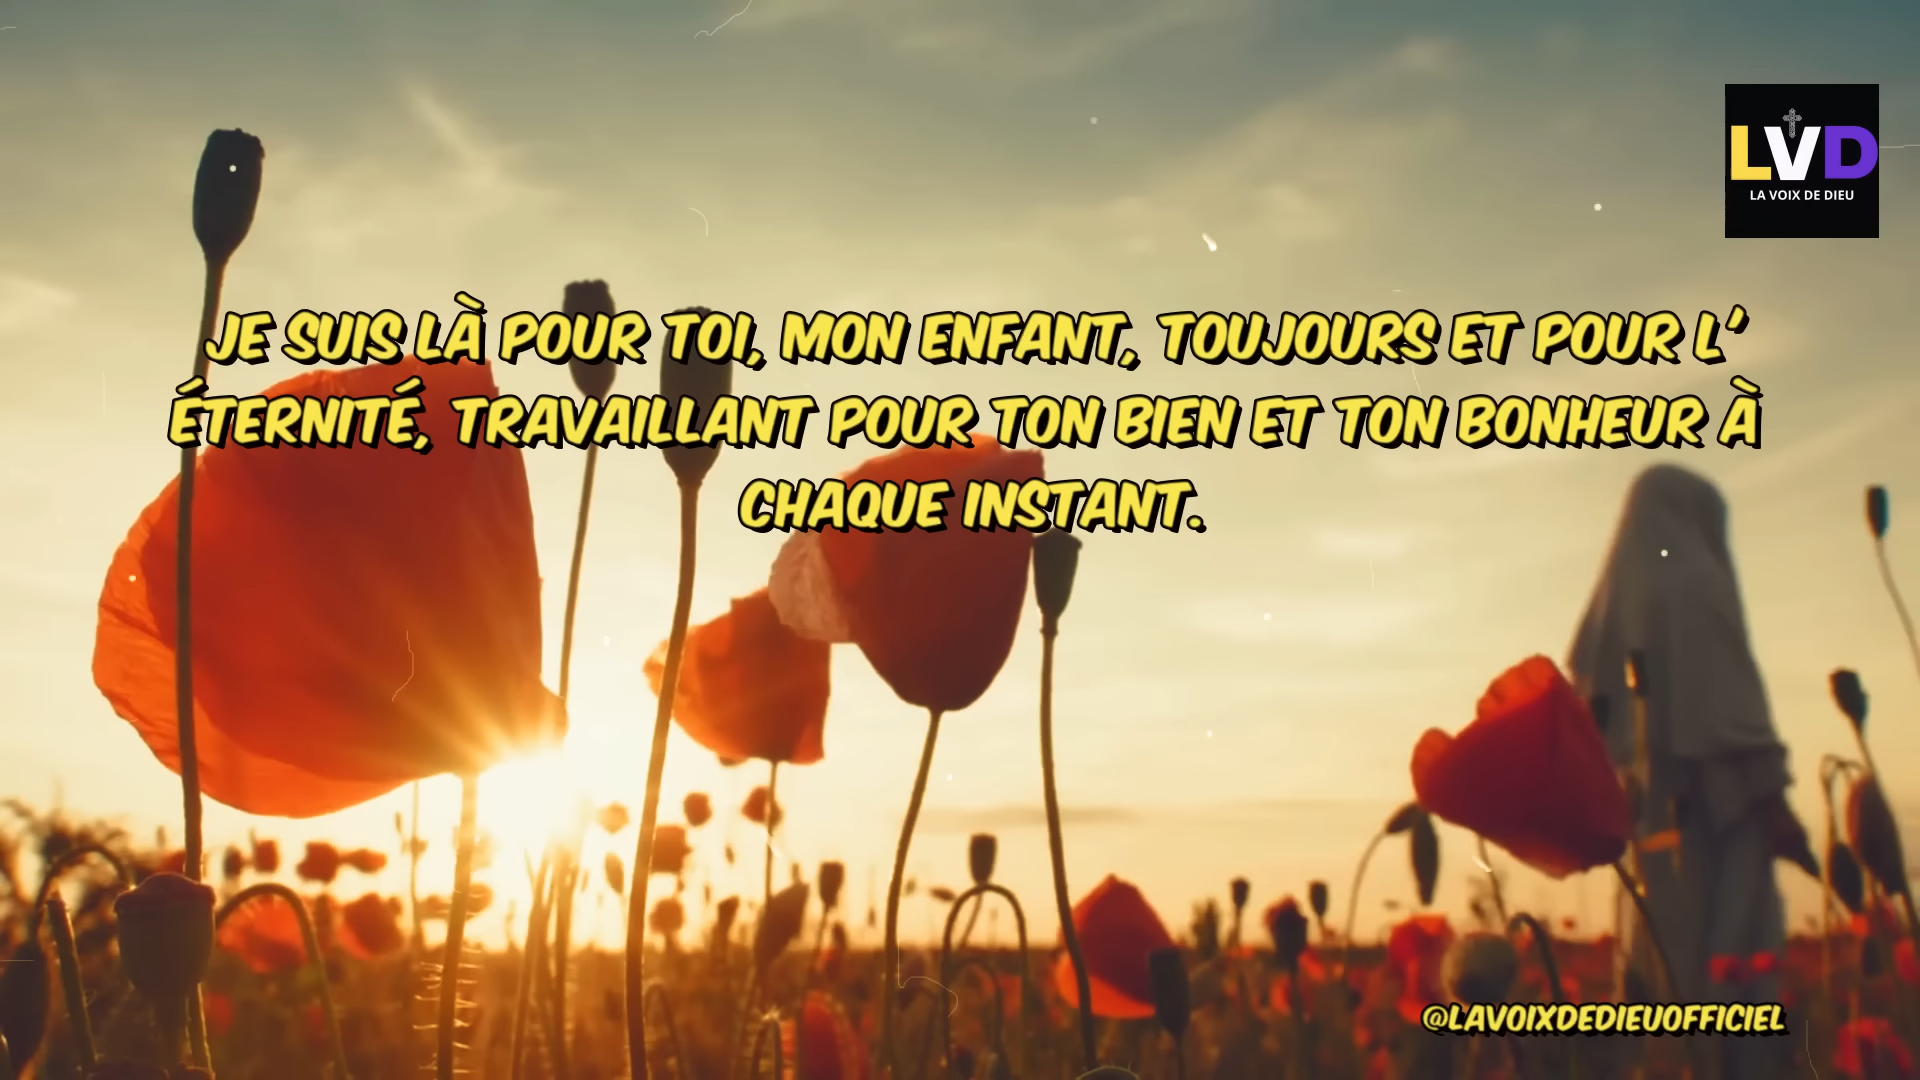 LVD
LA VOIX DE DIEU
JE SUIS LÀ POUR TOI, MON ENFANT, TOUJOURS ET POUR L'
ÉTERNITÉ, TRAVAILLANT POUR TON BIEN ET TON BONHEUR À
CHAQUE INSTANT.
@LAVOIXDEDIEUOFFICIEL